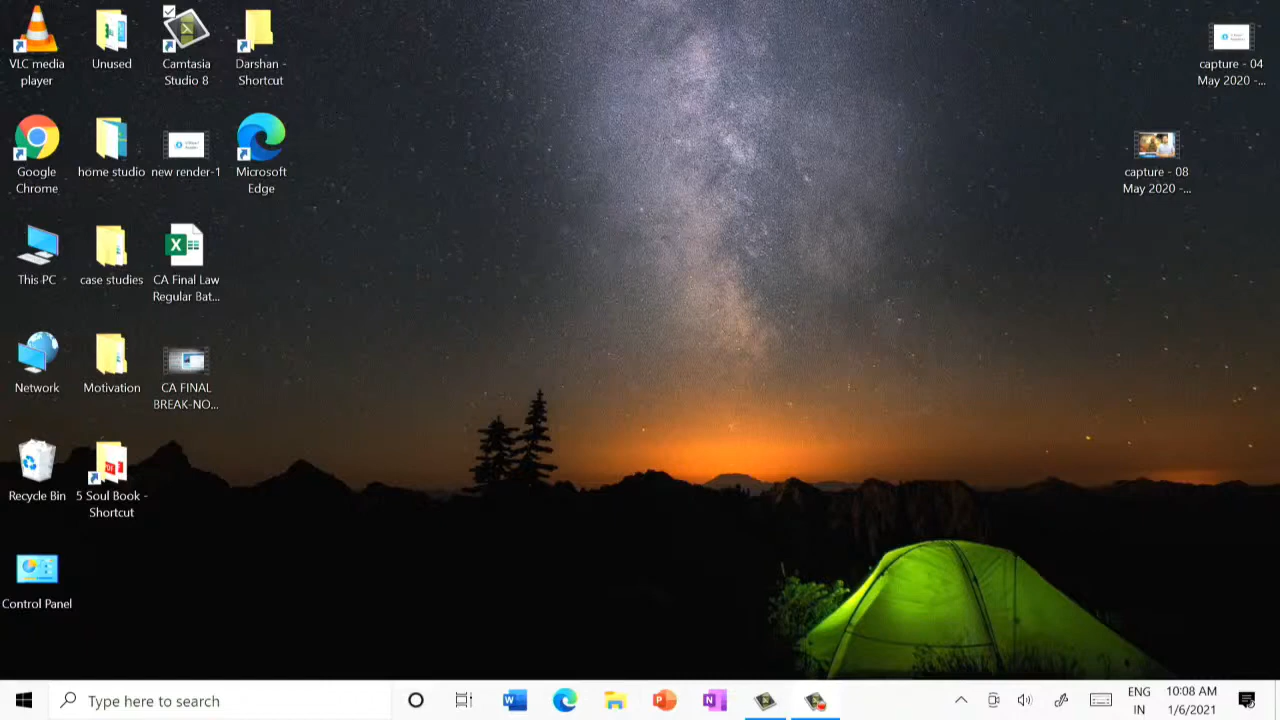 VLC media
player
Unused
Camtasia
Studio 8
Darshan -
Shortcut
capture - 04
May 2020 -...
Google
Chrome
home studio
new render-1
Microsoft
Edge
capture - 08
May 2020 -...
This PC
case studies
CA Final Law
Regular Bat...
Network
Motivation
CA FINAL
BREAK-NO...
Recycle Bin
5 Soul Book -
Shortcut
Control Panel
Type here to search
ENG
IN
10:08 AM
1/6/2021